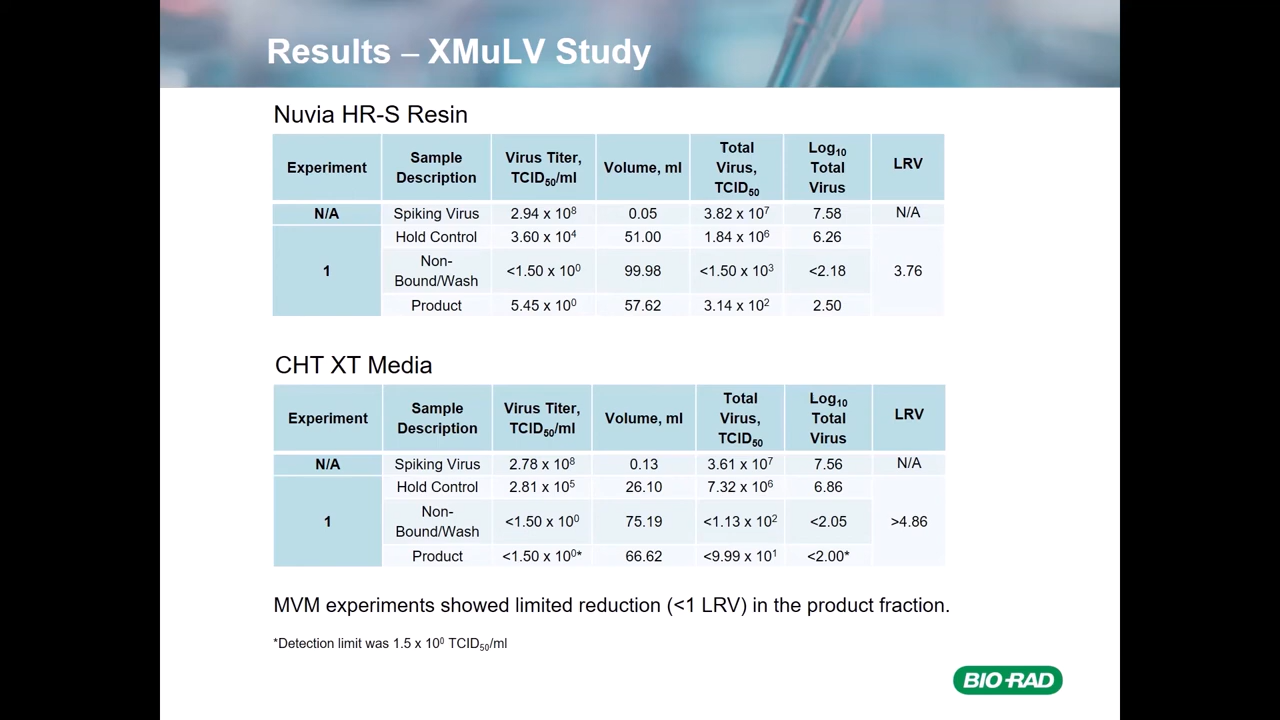 Results – XMuLV Study
Nuvia HR-S Resin
Experiment | Sample Description | Virus Titer, TCID₅₀/ml | Volume, ml | Total Virus, TCID₅₀ | Log₁₀ Total Virus | LRV
N/A | Spiking Virus | 2.94 x 10⁸ | 0.05 | 3.82 x 10⁷ | 7.58 | N/A
1 | Hold Control | 3.60 x 10⁴ | 51.00 | 1.84 x 10⁶ | 6.26 | 3.76
Non-Bound/Wash | <1.50 x 10⁰ | 99.98 | <1.50 x 10³ | <2.18
Product | 5.45 x 10⁰ | 57.62 | 3.14 x 10² | 2.50
CHT XT Media
Experiment | Sample Description | Virus Titer, TCID₅₀/ml | Volume, ml | Total Virus, TCID₅₀ | Log₁₀ Total Virus | LRV
N/A | Spiking Virus | 2.78 x 10⁸ | 0.13 | 3.61 x 10⁷ | 7.56 | N/A
1 | Hold Control | 2.81 x 10⁵ | 26.10 | 7.32 x 10⁶ | 6.86 | >4.86
Non-Bound/Wash | <1.50 x 10⁰ | 75.19 | <1.13 x 10² | <2.05
Product | <1.50 x 10⁰* | 66.62 | <9.99 x 10¹ | <2.00*
MVM experiments showed limited reduction (<1 LRV) in the product fraction.
*Detection limit was 1.5 x 10⁰ TCID₅₀/ml
BIO-RAD